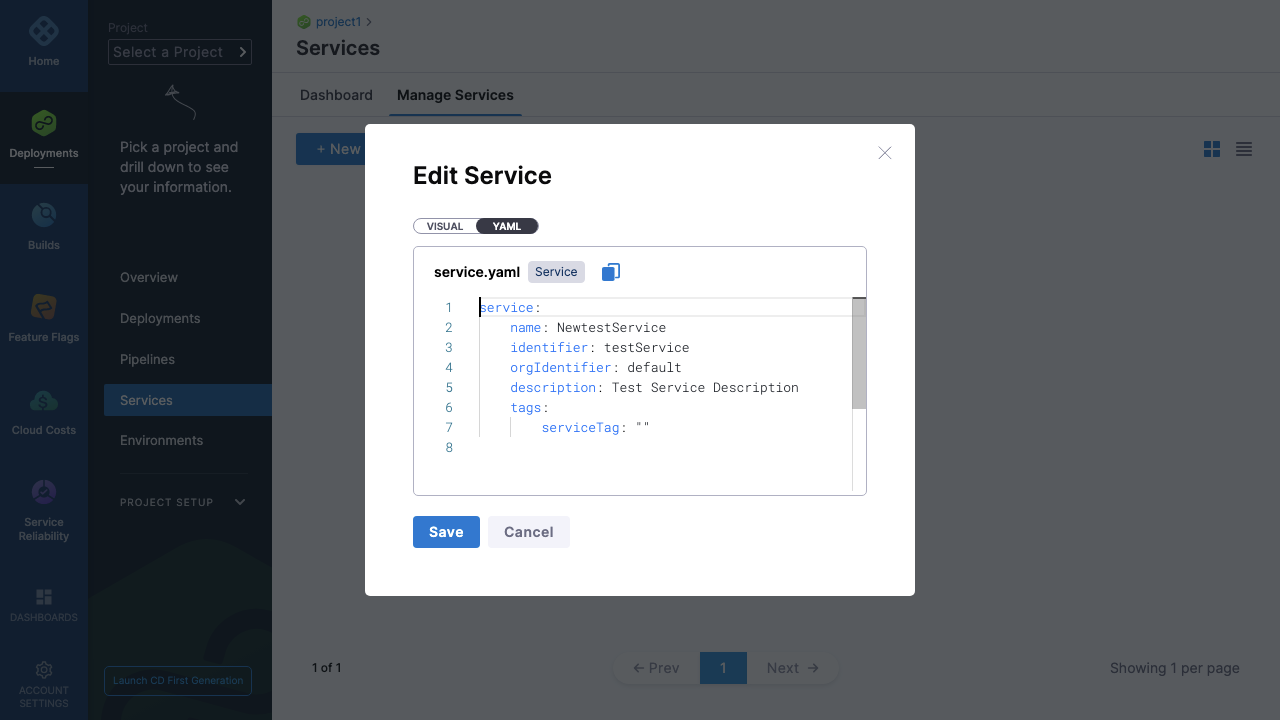 Home
Deployments
Builds
Feature Flags
Cloud Costs
Service
Reliability
DASHBOARDS
ACCOUNT
SETTINGS
Project
Select a Project
Pick a project and
drill down to see
your information.
Overview
Deployments
Pipelines
Services
Environments
PROJECT SETUP
Launch CD First Generation
project1
Services
Dashboard
Manage Services
+ New
Edit Service
VISUAL
YAML
service.yaml
Service
1 service:
2 name: NewtestService
3 identifier: testService
4 orgIdentifier: default
5 description: Test Service Description
6 tags:
7 serviceTag: ""
8
Save
Cancel
1 of 1
← Prev
1
Next →
Showing 1 per page